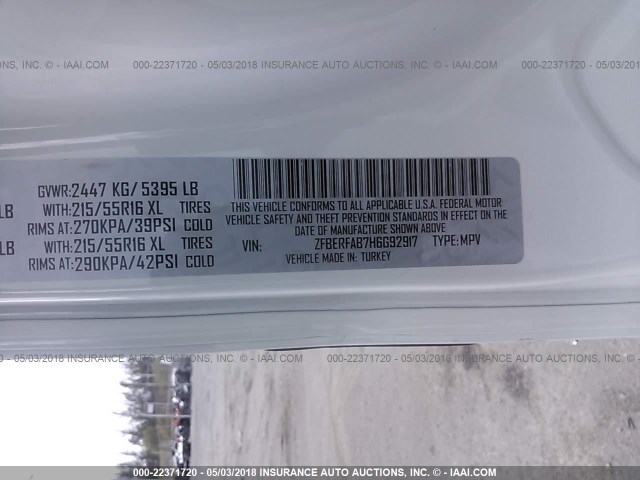 INSURANCE AUTO AUCTIONS, INC. - IAAI.COM 000-22371720 - 05/03/2018 INSURANCE AUTO AUCTIONS, INC. - IAAI.COM 000-22371720
GVWR:2447 KG/ 5395 LB
LB WITH:215/55R16 XL TIRES
RIMS AT:270KPA/39PSI COLD
LB WITH:215/55R16 XL TIRES
RIMS AT:290KPA/42PSI COLD
THIS VEHICLE CONFORMS TO ALL APPLICABLE U.S.A. FEDERAL MOTOR
VEHICLE SAFETY AND THEFT PREVENTION STANDARDS IN EFFECT ON THE
DATE OF MANUFACTURE SHOWN ABOVE
VIN: ZFBERFAB7H6G92917 TYPE:MPV
VEHICLE MADE IN: TURKEY
05/03/2018 INSURANCE AUTO AUCTIONS, INC. - IAAI.COM 000-22371720 - 05/03/2018 INSURANCE AUTO AUCTIONS, INC. - IAAI.COM
000-22371720 - 05/03/2018 INSURANCE AUTO AUCTIONS, INC. - IAAI.COM